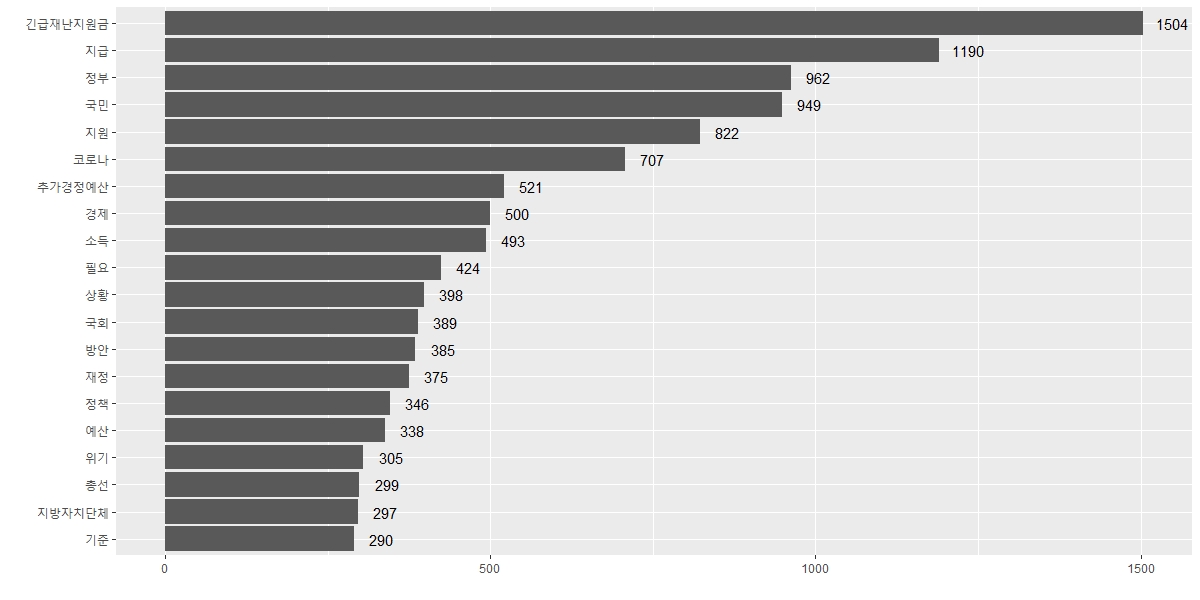 긴급재난지원금 1504
지급 1190
정부 962
국민 949
지원 822
코로나 707
추가경정예산 521
경제 500
소득 493
필요 424
상황 398
국회 389
방안 385
재정 375
정책 346
예산 338
위기 305
총선 299
지방자치단체 297
기준 290
0 500 1000 1500